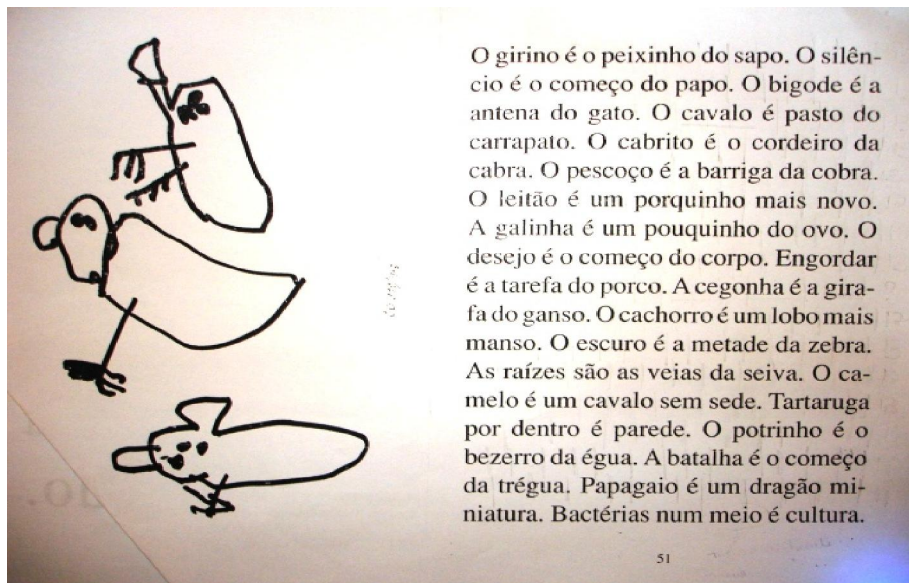 O girino é o peixinho do sapo. O silên-
cio é o começo do papo. O bigode é a
antena do gato. O cavalo é pasto do
carrapato. O cabrito é o cordeiro da
cabra. O pescoço é a barriga da cobra.
O leitão é um porquinho mais novo.
A galinha é um pouquinho do ovo. O
desejo é o começo do corpo. Engordar
é a tarefa do porco. A cegonha é a gira-
fa do ganso. O cachorro é um lobo mais
manso. O escuro é a metade da zebra.
As raízes são as veias da seiva. O ca-
melo é um cavalo sem sede. Tartaruga
por dentro é parede. O potrinho é o
bezerro da égua. A batalha é o começo
da trégua. Papagaio é um dragão mi-
niatura. Bactérias num meio é cultura.
51